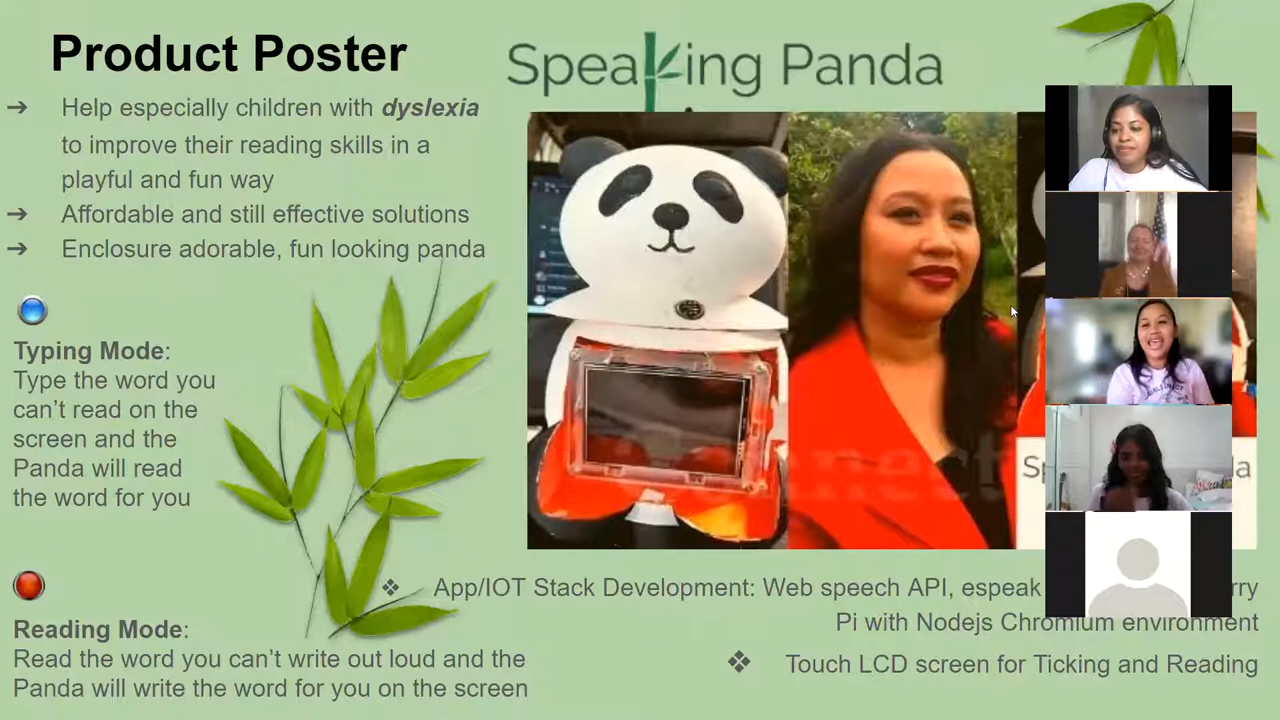 Product Poster
Speaking Panda
➔ Help especially children with dyslexia
to improve their reading skills in a
playful and fun way
➔ Affordable and still effective solutions
➔ Enclosure adorable, fun looking panda
Typing Mode:
Type the word you
can't read on the
screen and the
Panda will read
the word for you
Reading Mode:
Read the word you can't write out loud and the
Panda will write the word for you on the screen
❖ App/IOT Stack Development: Web speech API, espeak
Pi with Nodejs Chromium environment
❖ Touch LCD screen for Ticking and Reading